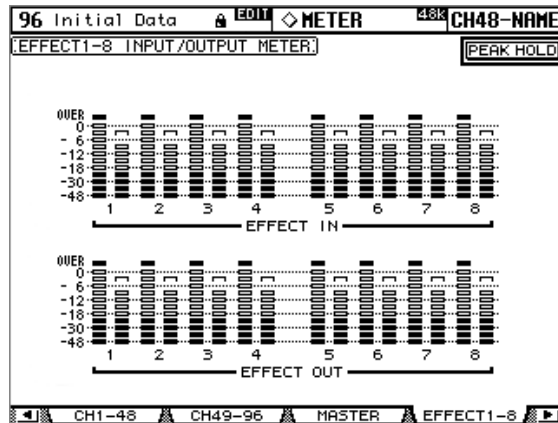 96 Initial Data EDIT METER 48K CH48-NAME
EFFECT1-8 INPUT/OUTPUT METER
PEAK HOLD
OVER
0
- 6
-12
-18
-30
-48
1 2 3 4 5 6 7 8
EFFECT IN
OVER
0
- 6
-12
-18
-30
-48
1 2 3 4 5 6 7 8
EFFECT OUT
CH1-48 CH49-96 MASTER EFFECT1-8